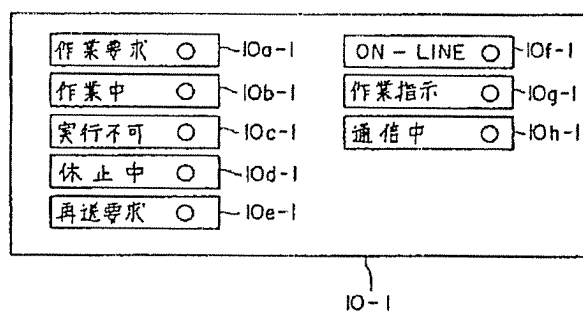 作業要求 ○ 10a-1
作業中 ○ 10b-1
実行不可 ○ 10c-1
休止中 ○ 10d-1
再送要求 ○ 10e-1
ON-LINE ○ 10f-1
作業指示 ○ 10g-1
通信中 ○ 10h-1
10-1